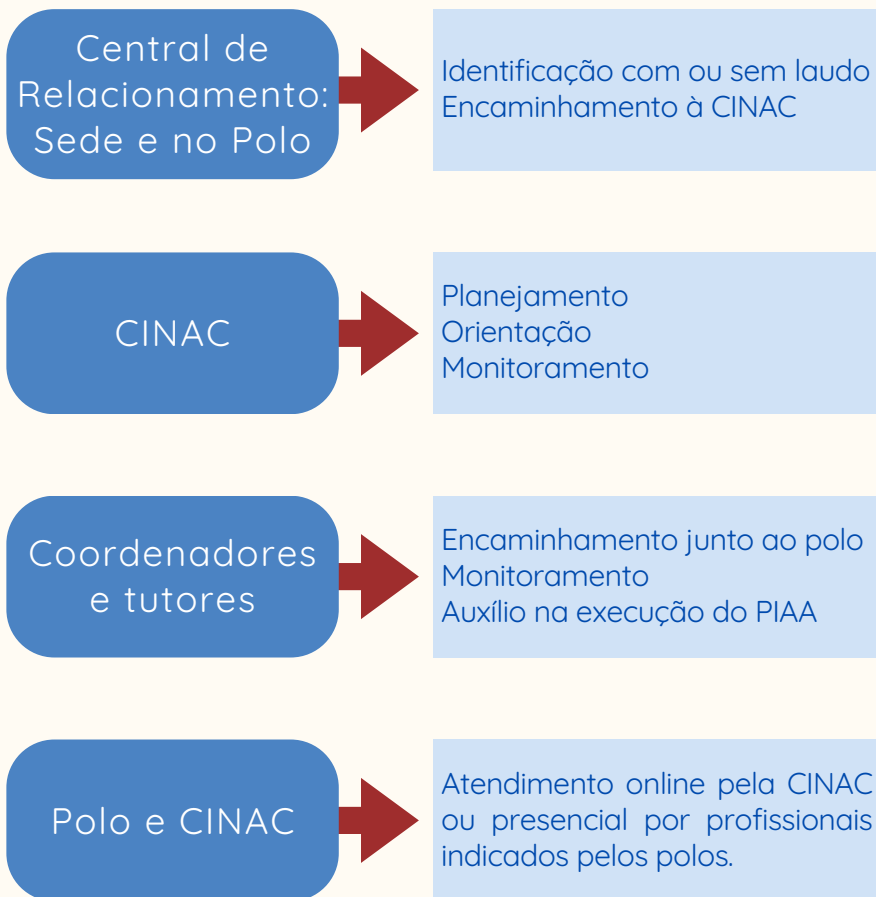 Central de
Relacionamento:
Sede e no Polo
Identificação com ou sem laudo
Encaminhamento à CINAC
CINAC
Planejamento
Orientação
Monitoramento
Coordenadores
e tutores
Encaminhamento junto ao polo
Monitoramento
Auxílio na execução do PIAA
Polo e CINAC
Atendimento online pela CINAC
ou presencial por profissionais
indicados pelos polos.